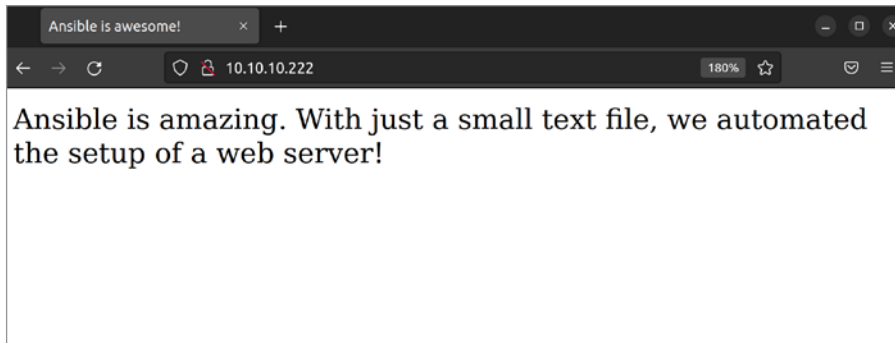 Ansible is awesome!
10.10.10.222
180%
Ansible is amazing. With just a small text file, we automated
the setup of a web server!